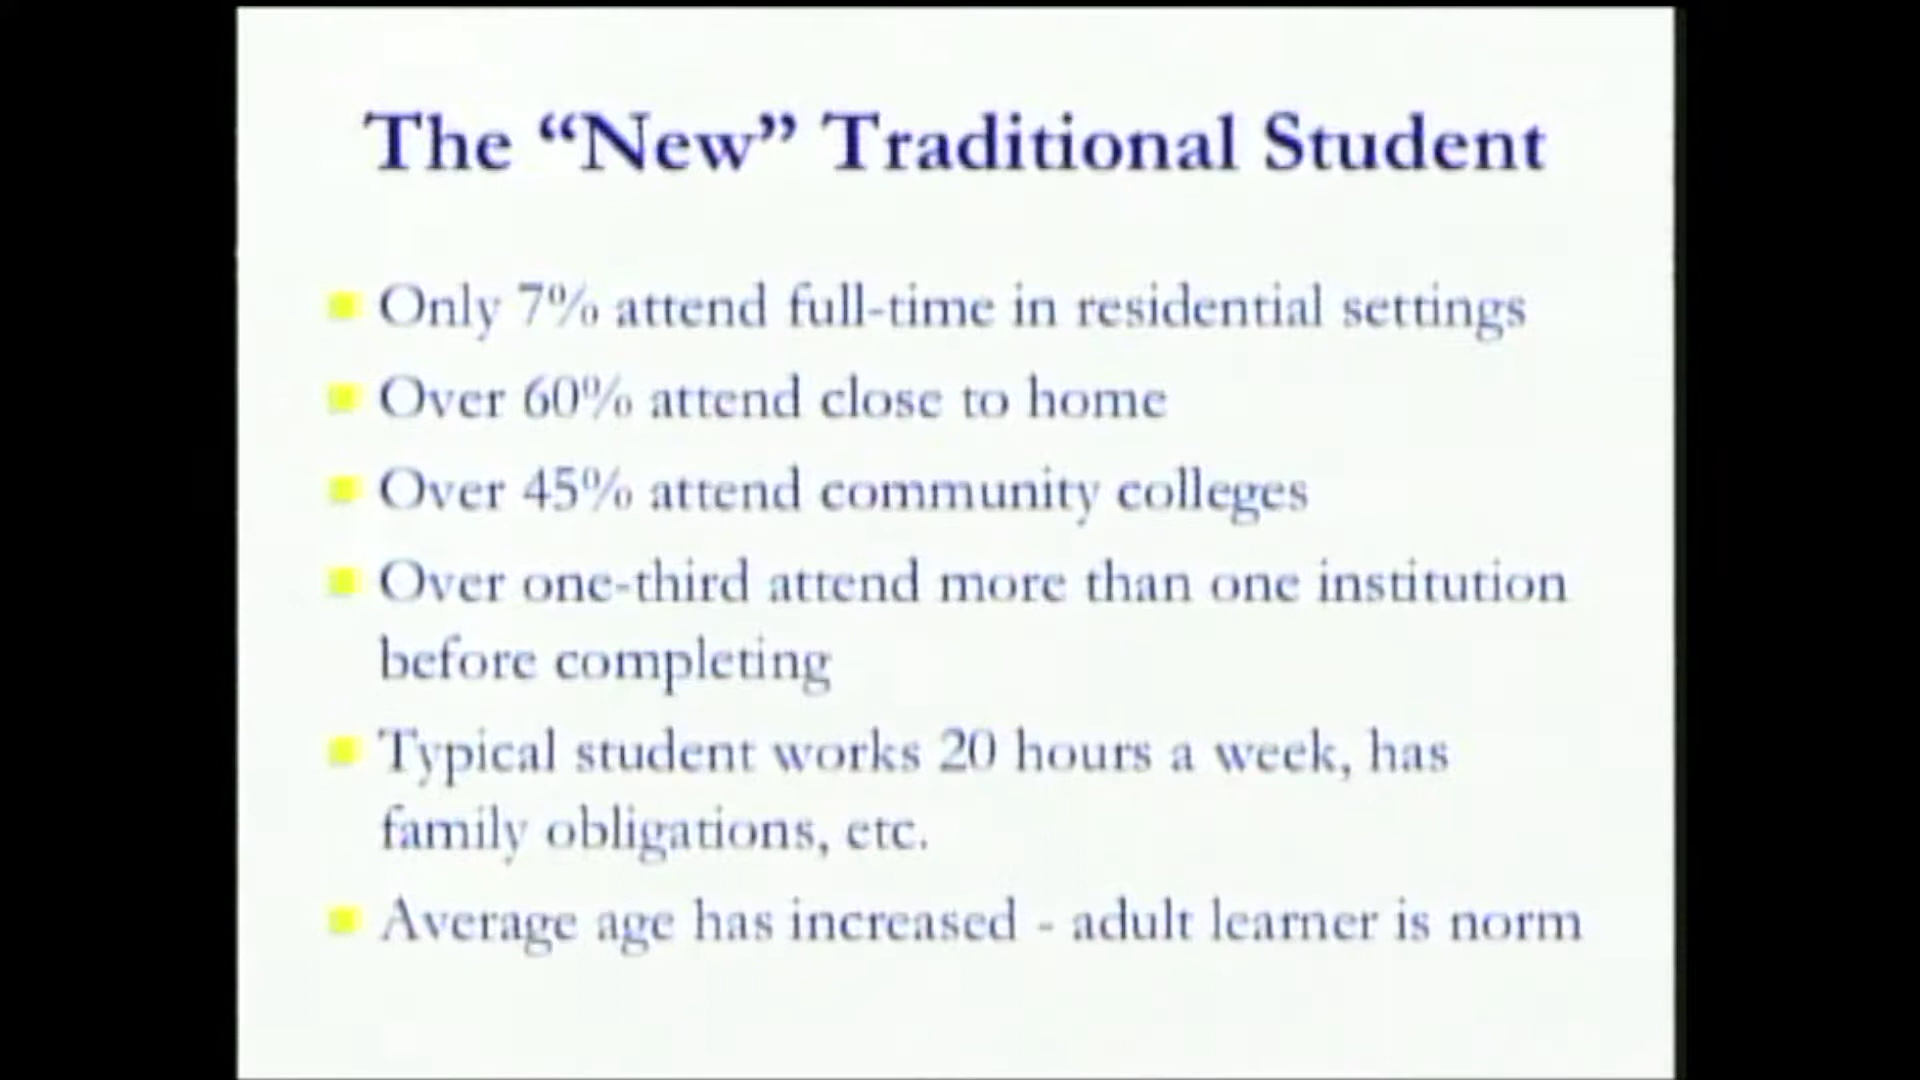 The “New” Traditional Student
Only 7% attend full-time in residential settings
Over 60% attend close to home
Over 45% attend community colleges
Over one-third attend more than one institution
before completing
Typical student works 20 hours a week, has
family obligations, etc.
Average age has increased - adult learner is norm